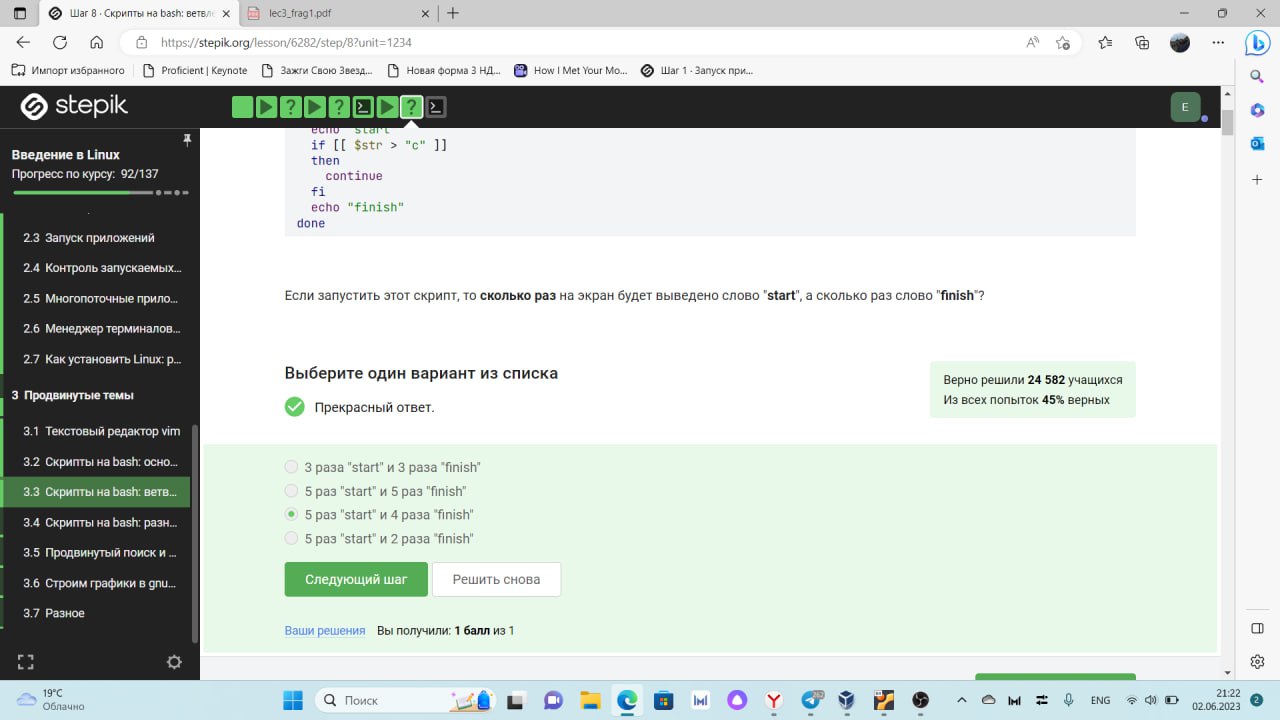 Шаг 8 · Скрипты на bash: ветвле
lec3_frag1.pdf
https://stepik.org/lesson/6282/step/8?unit=1234
Импорт избранного
Proficient | Keynote
Зажги Свою Звезд...
Новая форма 3 НД...
How I Met Your Mo...
Шаг 1 · Запуск при...
stepik
E
Введение в Linux
Прогресс по курсу: 92/137
2.3 Запуск приложений
2.4 Контроль запускаемых...
2.5 Многопоточные прило...
2.6 Менеджер терминалов...
2.7 Как установить Linux: р...
3 Продвинутые темы
3.1 Текстовый редактор vim
3.2 Скрипты на bash: осно...
3.3 Скрипты на bash: ветв...
3.4 Скрипты на bash: разн...
3.5 Продвинутый поиск и ...
3.6 Строим графики в gnu...
3.7 Разное
echo "start"
if [[ $str > "c" ]]
then
continue
fi
echo "finish"
done
Если запустить этот скрипт, то сколько раз на экран будет выведено слово "start", а сколько раз слово "finish"?
Выберите один вариант из списка
Прекрасный ответ.
Верно решили 24 582 учащихся
Из всех попыток 45% верных
3 раза "start" и 3 раза "finish"
5 раз "start" и 5 раз "finish"
5 раз "start" и 4 раза "finish"
5 раз "start" и 2 раза "finish"
Следующий шаг
Решить снова
Ваши решения Вы получили: 1 балл из 1
19°C
Облачно
Поиск
ENG
21:22
02.06.2023
2